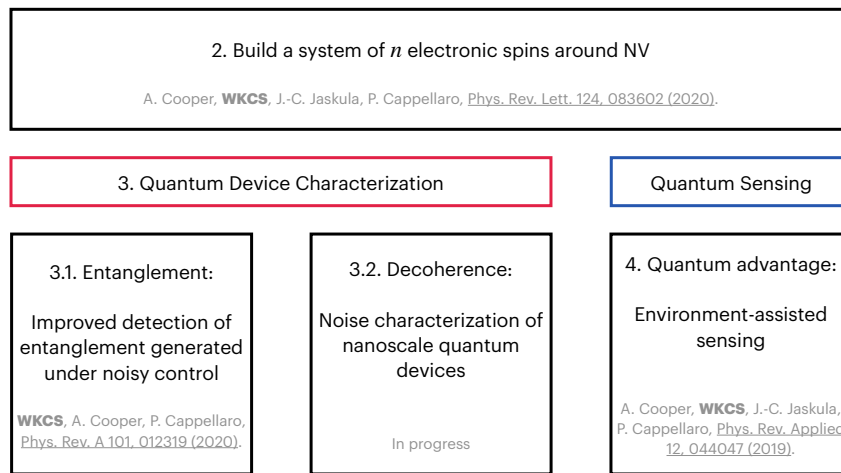 2. Build a system of n electronic spins around NV
A. Cooper, WKCS, J.-C. Jaskula, P. Cappellaro, Phys. Rev. Lett. 124, 083602 (2020).
3. Quantum Device Characterization
Quantum Sensing
3.1. Entanglement:
Improved detection of
entanglement generated
under noisy control
WKCS, A. Cooper, P. Cappellaro,
Phys. Rev. A 101, 012319 (2020).
3.2. Decoherence:
Noise characterization of
nanoscale quantum
devices
In progress
4. Quantum advantage:
Environment-assisted
sensing
A. Cooper, WKCS, J.-C. Jaskula,
P. Cappellaro, Phys. Rev. Applied
12, 044047 (2019).